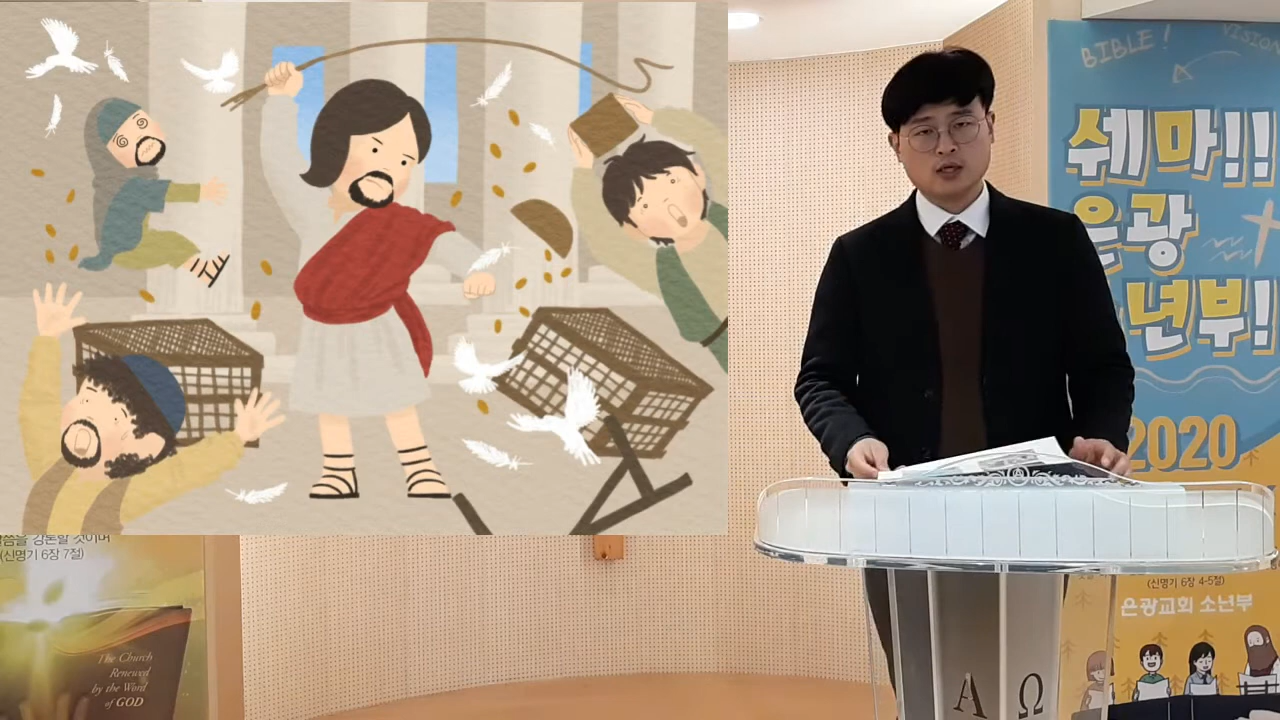 BIBLE!
VISION
쉐마!!
은광
년부!
2020
(신명기 6장 4-5절)
은광교회 소년부
말씀을 강론할 것이며
(신명기 6장 7절)
The Church
Renewed
by the Word
of GOD
Α Ω